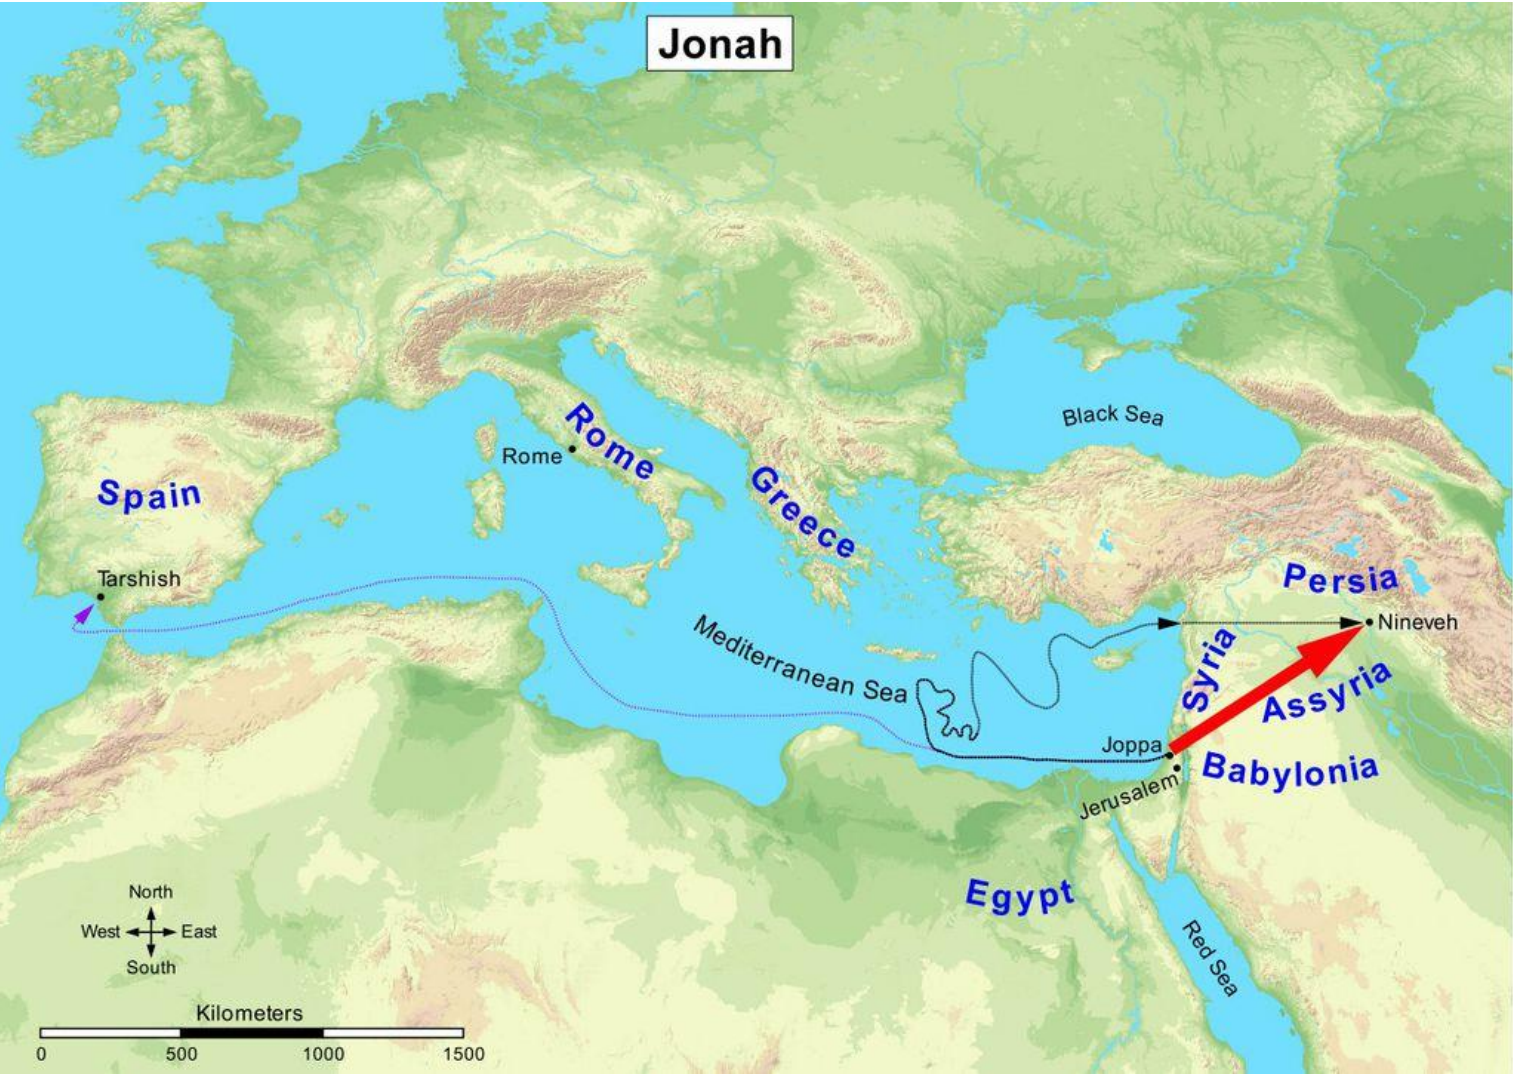 Jonah
Black Sea
Rome
Rome
Spain
Greece
Tarshish
Persia
Nineveh
Mediterranean Sea
Syria
Assyria
Joppa
Babylonia
Jerusalem
Egypt
North
West East
South
Red Sea
Kilometers
0 500 1000 1500